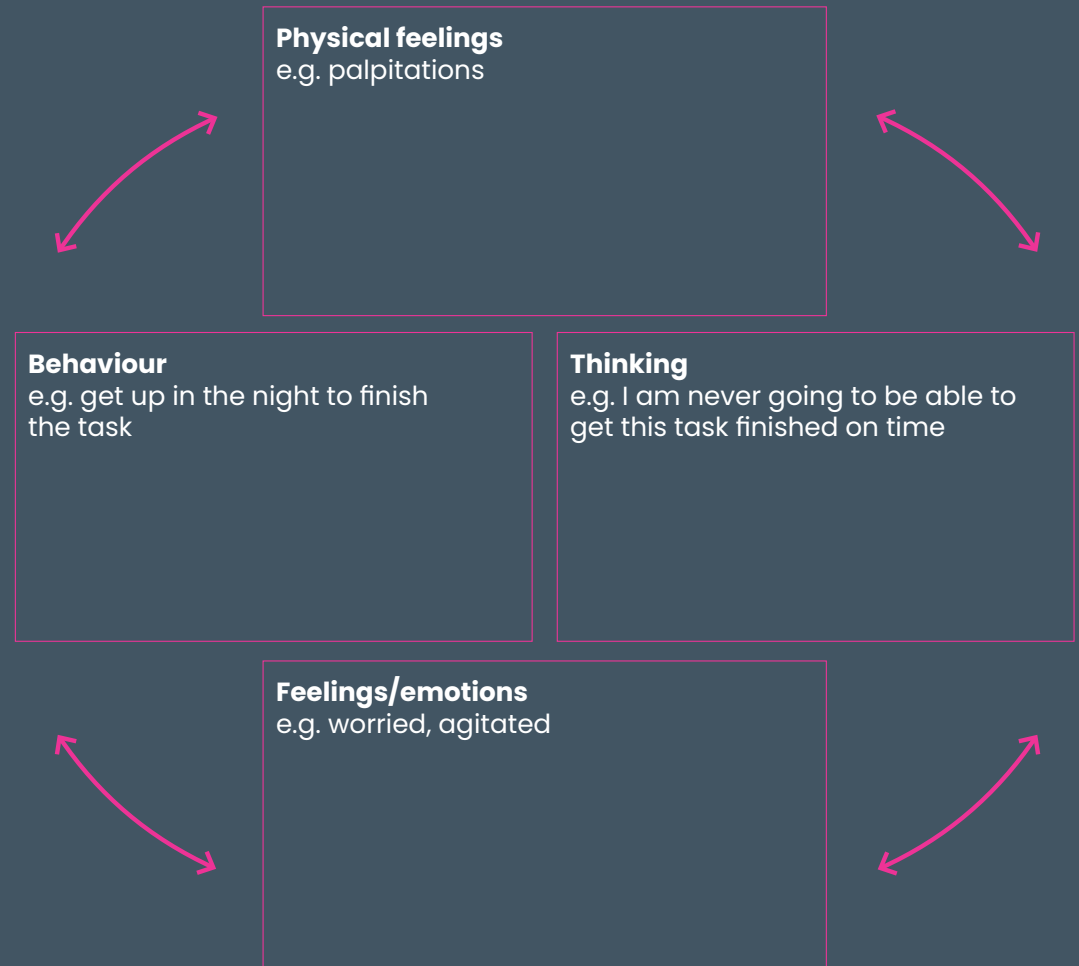 Physical feelings
e.g. palpitations
Behaviour
e.g. get up in the night to finish
the task
Thinking
e.g. I am never going to be able to
get this task finished on time
Feelings/emotions
e.g. worried, agitated